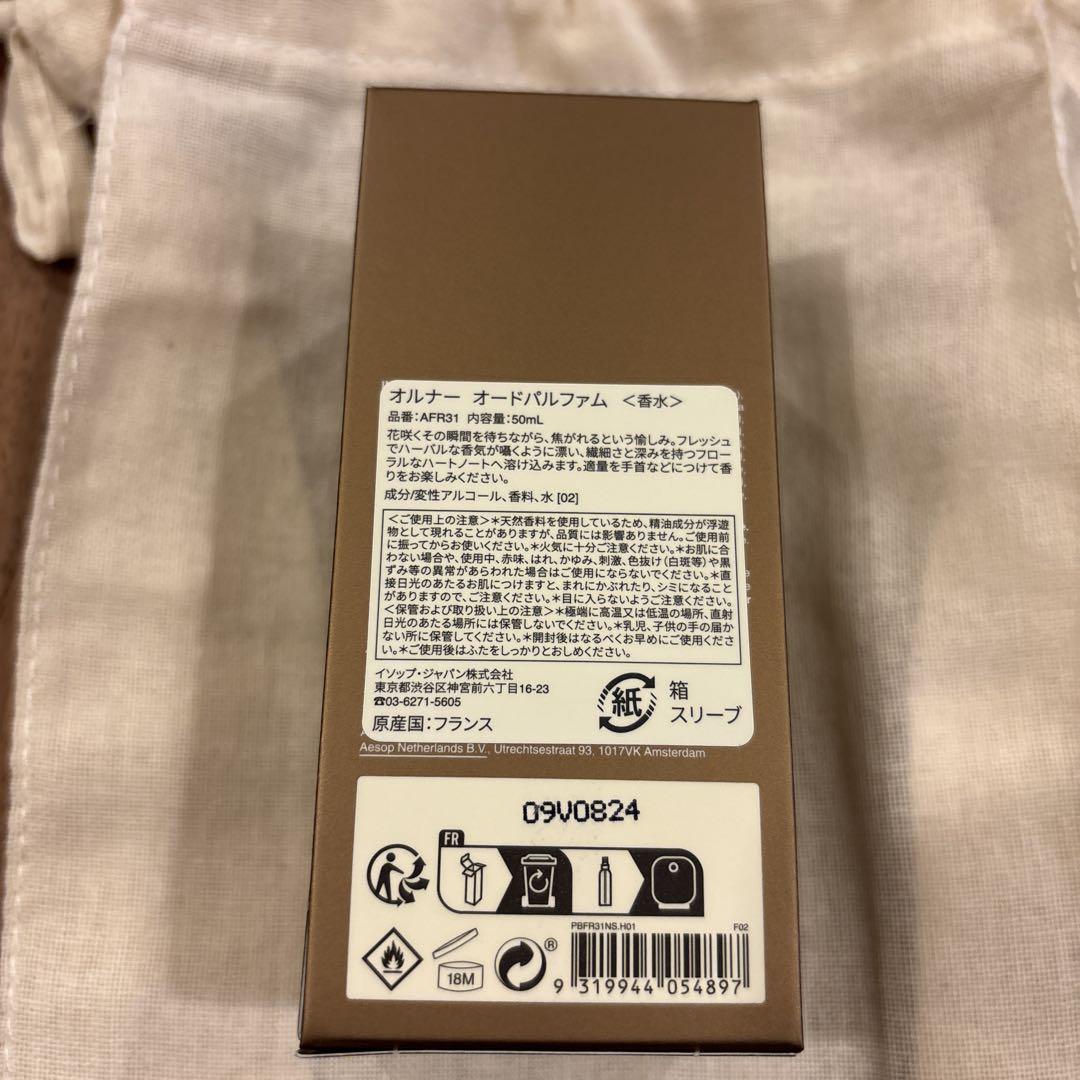 オルナー オードパルファム ＜香水＞
品番：AFR31 内容量：50mL
花咲くその瞬間を待ちながら、焦がれるという愉しみ。フレッシュ
でハーバルな香気が囁くように漂い、繊細さと深みを持つフロー
ラルなハートノートへ溶け込みます。適量を手首などにつけて香
りをお楽しみください。
成分/変性アルコール、香料、水 [02]
＜ご使用上の注意＞＊天然香料を使用しているため、精油成分が浮遊
物として現れることがありますが、品質には影響ありません。ご使用前
に振ってからお使いください。＊火気に十分ご注意ください。＊お肌に合
わない場合や、使用中、赤味、はれ、かゆみ、刺激、色抜け（白斑等）や黒
ずみ等の異常があらわれた場合はご使用にならないでください。＊直
接日光のあたるお肌につけますと、まれにかぶれたり、シミになること
がありますので、ご注意ください。＊目に入らないようご注意ください。
＜保管および取り扱い上の注意＞＊極端に高温又は低温の場所、直射
日光のあたる場所には保管しないでください。＊乳児、子供の手の届か
ない所に保管してください。＊開封後はなるべくお早めにご使用くださ
い。＊ご使用後はふたをしっかりとおしめください。
イソップ・ジャパン株式会社
東京都渋谷区神宮前六丁目16-23
☎03-6271-5605
原産国：フランス
紙
箱
スリーブ
Aesop Netherlands B.V., Utrechtsestraat 93, 1017VK Amsterdam
09V0824
FR
PBFR31NS.H01 F02
18M
®
9 319944 054897